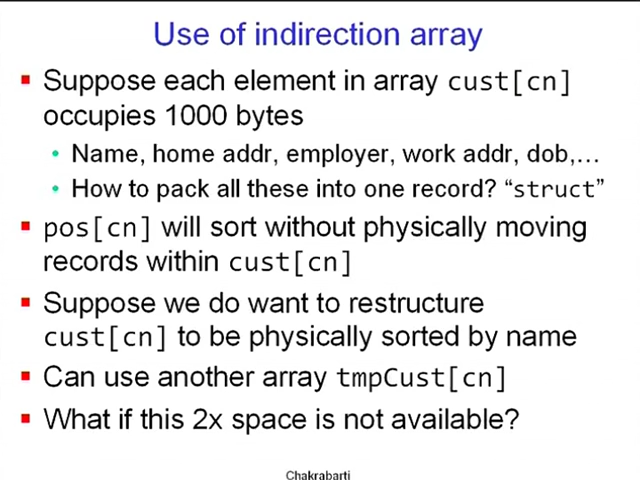 Use of indirection array
Suppose each element in array cust[cn]
occupies 1000 bytes
Name, home addr, employer, work addr, dob,…
How to pack all these into one record? “struct”
pos[cn] will sort without physically moving
records within cust[cn]
Suppose we do want to restructure
cust[cn] to be physically sorted by name
Can use another array tmpCust[cn]
What if this 2x space is not available?
Chakrabarti